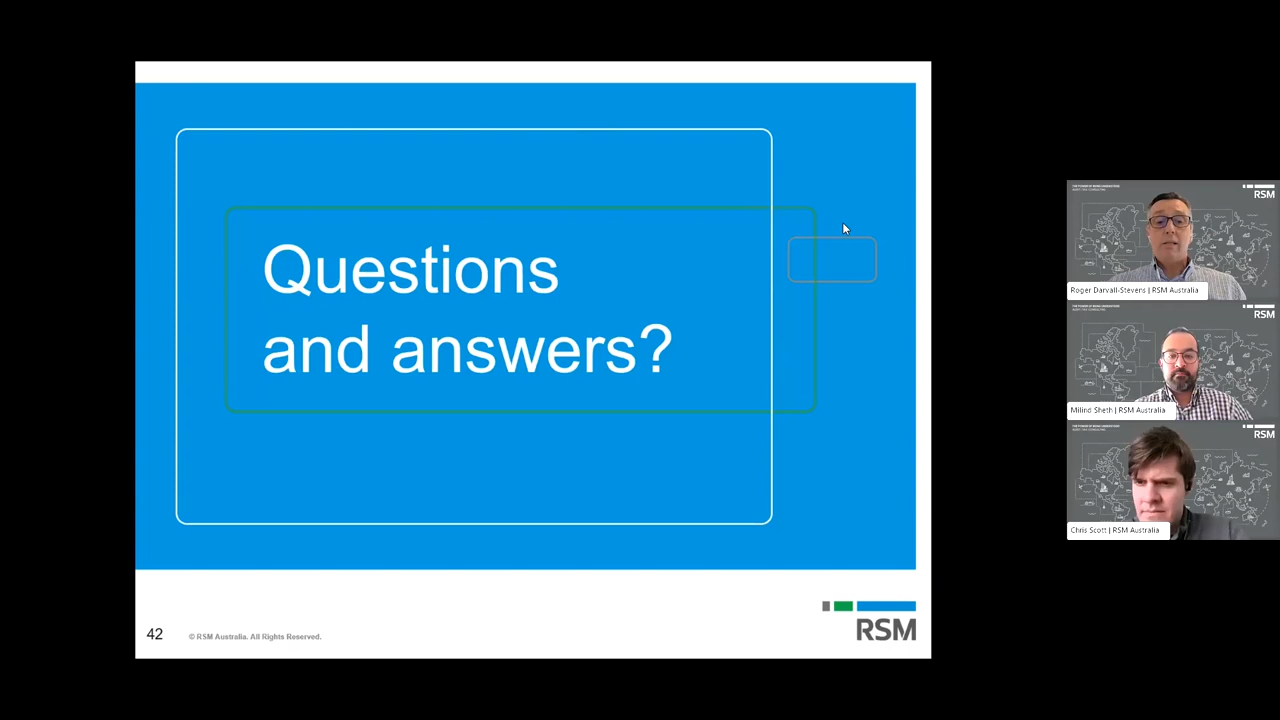 Questions
and answers?
42
© RSM Australia. All Rights Reserved.
RSM
RSM
Roger Darvall-Stevens | RSM Australia
RSM
Milind Sheth | RSM Australia
RSM
Chris Scott | RSM Australia